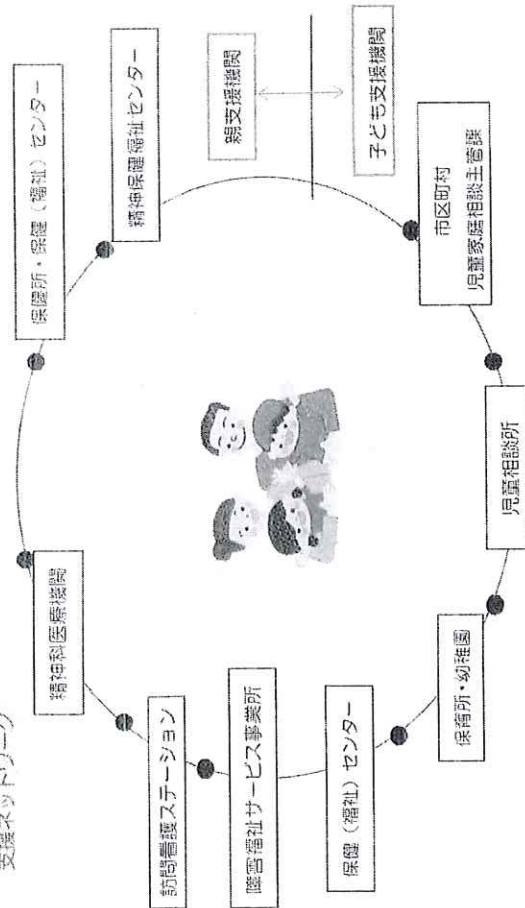 支援ネットワーク
保健所・保健（福祉）センター
精神保健福祉センター
親支援機関
子ども支援機関
市区町村
児童家庭相談主管課
児童相談所
保育所・幼稚園
保健（福祉）センター
障害福祉サービス事業所
訪問看護ステーション
精神科医療機関